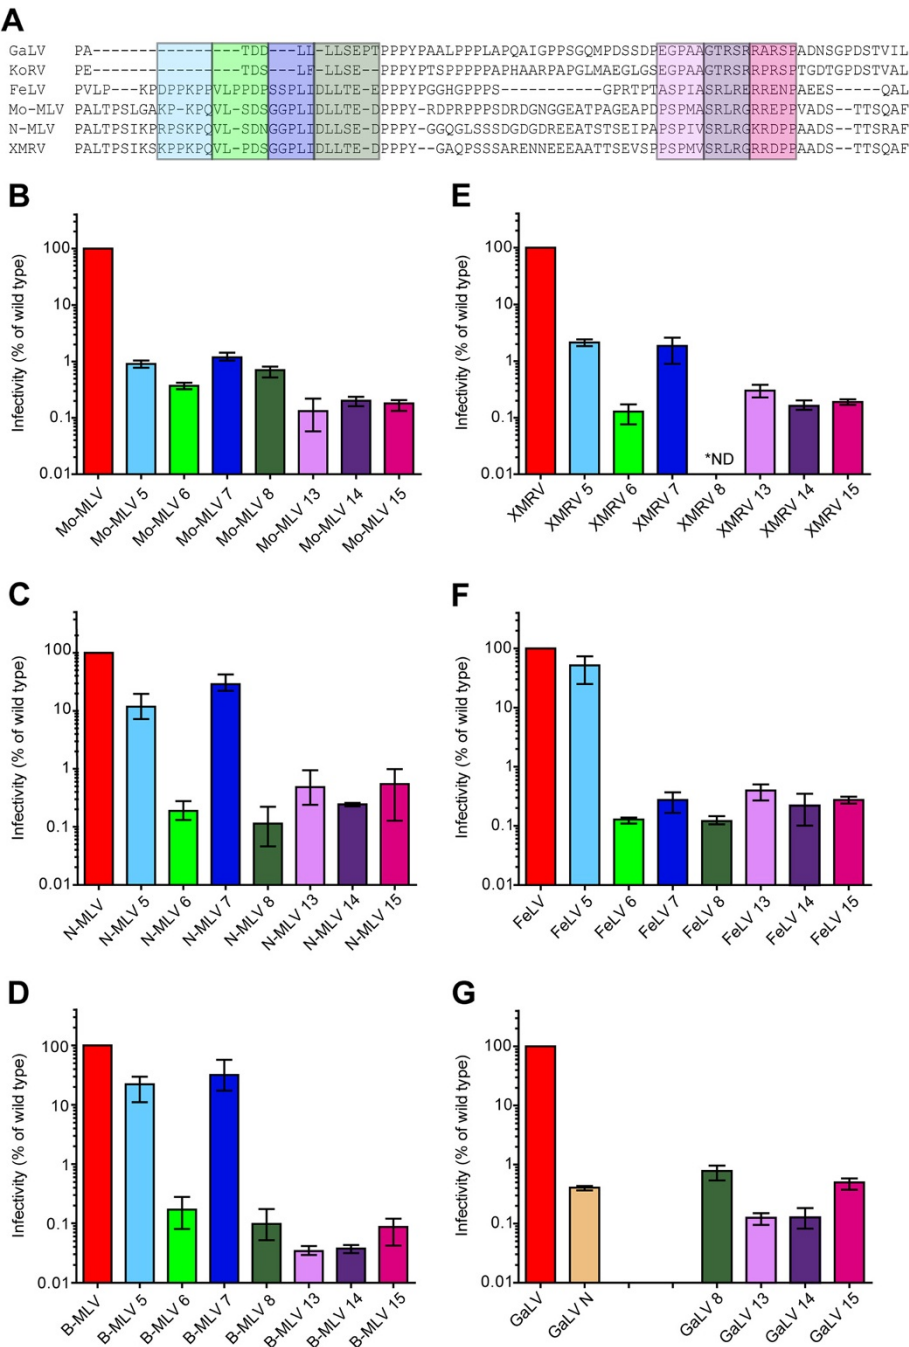 A
GaLV PA----------------TDD---LL-LLSEPTPPPYPAALPPPLAPQAIGPPSGQMPDSSDPEGPAAGTRSRRARSPADNSGPDSTVIL
KoRV PE----------------TDS---LF-LLSE--PPPYPTSPPPPPAPHAARPAPGLMAEGLGSEGPAAGTRSRRPRSPTGDTGPDSTVAL
FeLV PVLP---KPDPPKPPVLPPDPSSPLIDLLSE-EPPPYPGGHGPPPS-----------GPRTPTASPIASRLRERRENPAEES----QAL
Mo-MLV PALTPSLGAKP-KPQVL-SDSGGPLIDLLTE-DPPPY-RDPRPPPSDRDGNGGEATPAGEAPDPSPMASRLRGRREPPVADS--TTSQAF
N-MLV PALTPSIKPRPSKPQVL-SDNGGPLIDLLSE-DPPPY-GGQGLSSSDGDGDREEATSTSEIPAPSPIVSRLRGKRDPPAADS--TTSRAF
XMRV PALTPSIKSKPPKPQVL-PDSGGPLIDLLTE-DPPPY--GAQPSSSARENNEEEAATTSEVSPPSPMVSRLRGRRDPPAADS--TTSQAF
B
Infectivity (% of wild type)
100
10
1
0.1
0.01
Mo-MLV
Mo-MLV 5
Mo-MLV 6
Mo-MLV 7
Mo-MLV 8
Mo-MLV 13
Mo-MLV 14
Mo-MLV 15
E
Infectivity (% of wild type)
100
10
1
0.1
0.01
*ND
XMRV
XMRV 5
XMRV 6
XMRV 7
XMRV 8
XMRV 13
XMRV 14
XMRV 15
C
Infectivity (% of wild type)
100
10
1
0.1
0.01
N-MLV
N-MLV 5
N-MLV 6
N-MLV 7
N-MLV 8
N-MLV 13
N-MLV 14
N-MLV 15
F
Infectivity (% of wild type)
100
10
1
0.1
0.01
FeLV
FeLV 5
FeLV 6
FeLV 7
FeLV 8
FeLV 13
FeLV 14
FeLV 15
D
Infectivity (% of wild type)
100
10
1
0.1
0.01
B-MLV
B-MLV 5
B-MLV 6
B-MLV 7
B-MLV 8
B-MLV 13
B-MLV 14
B-MLV 15
G
Infectivity (% of wild type)
100
10
1
0.1
0.01
GaLV
GaLV N
GaLV 8
GaLV 13
GaLV 14
GaLV 15